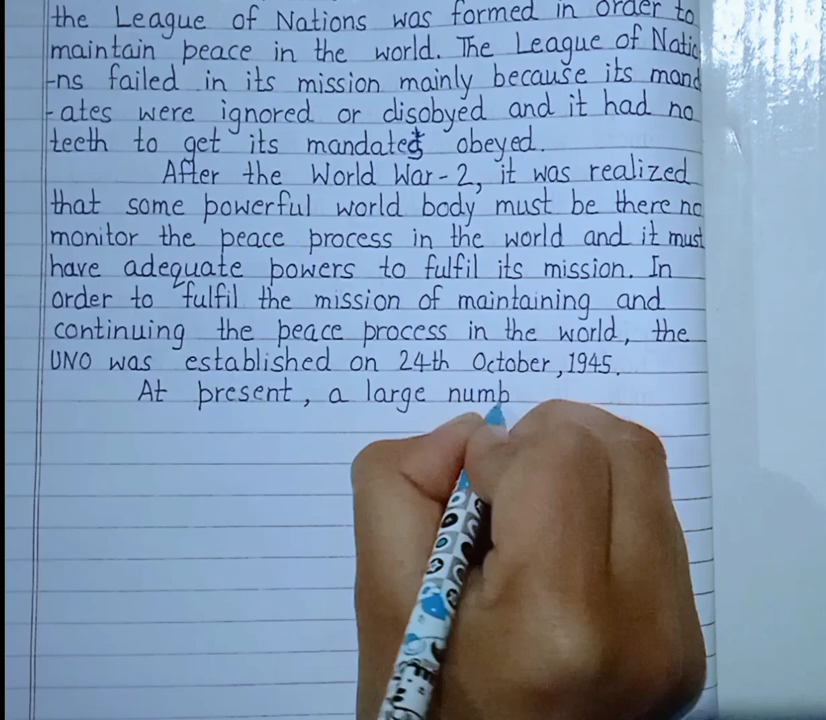 the League of Nations was formed in order to
maintain peace in the world. The League of Natio
-ns failed in its mission mainly because its mand
-ates were ignored or disobyed and it had no
teeth to get its mandates obeyed.
After the World War-2, it was realized
that some powerful world body must be there no
monitor the peace process in the world and it must
have adequate powers to fulfil its mission. In
order to fulfil the mission of maintaining and
continuing the peace process in the world, the
UNO was established on 24th October, 1945.
At present, a large numb